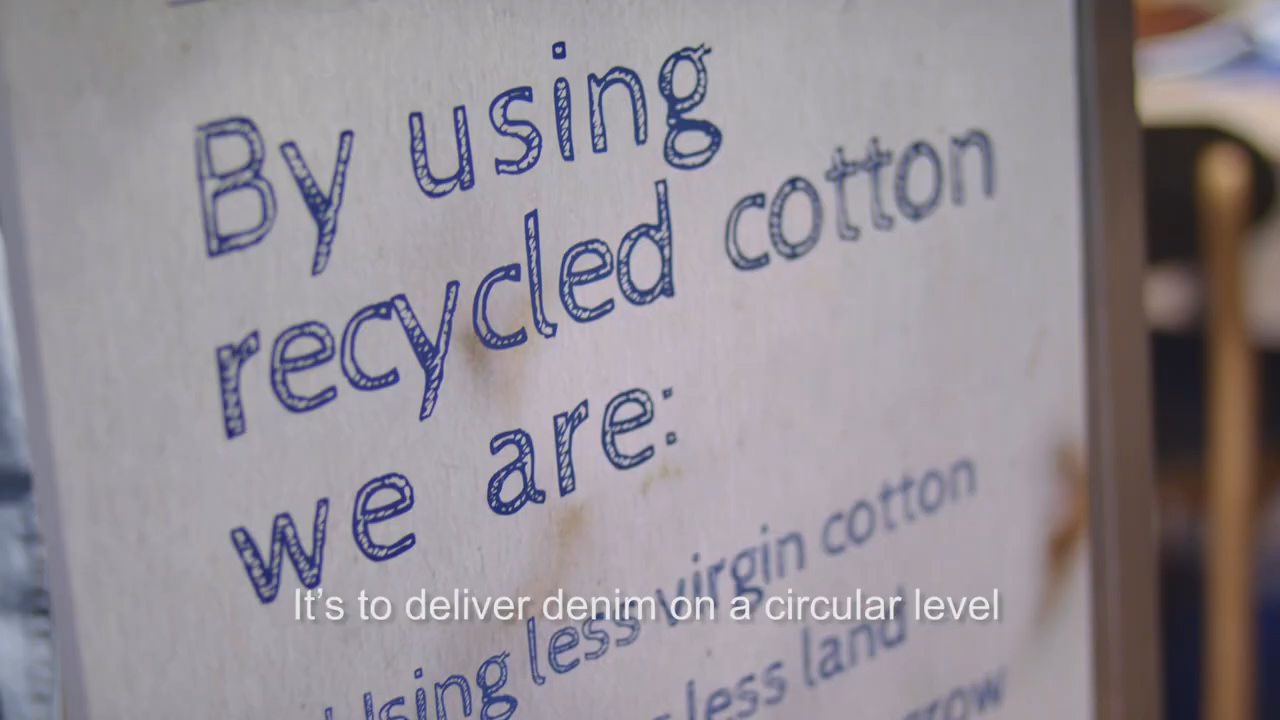 By using
recycled cotton
we are:
Using less virgin cotton
less land
grow
It's to deliver denim on a circular level